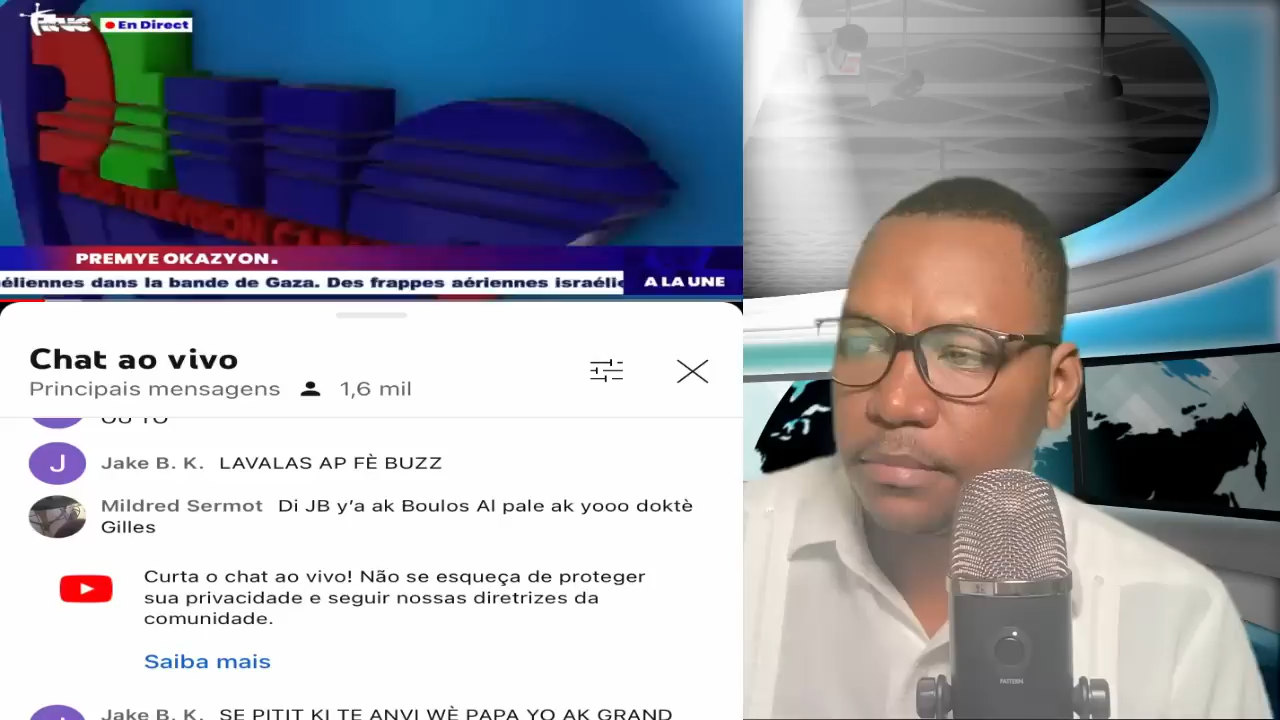 En Direct
PREMYE OKAZYON.
éliennes dans la bande de Gaza. Des frappes aériennes israélie
A LA UNE
Chat ao vivo
Principais mensagens 1,6 mil
J
Jake B. K. LAVALAS AP FÈ BUZZ
Mildred Sermot Di JB y'a ak Boulos Al pale ak yooo doktè
Gilles
Curta o chat ao vivo! Não se esqueça de proteger
sua privacidade e seguir nossas diretrizes da
comunidade.
Saiba mais
Jake B. K. SE PITIT KI TE ANVI WÈ PAPA YO AK GRAND
PATTERN